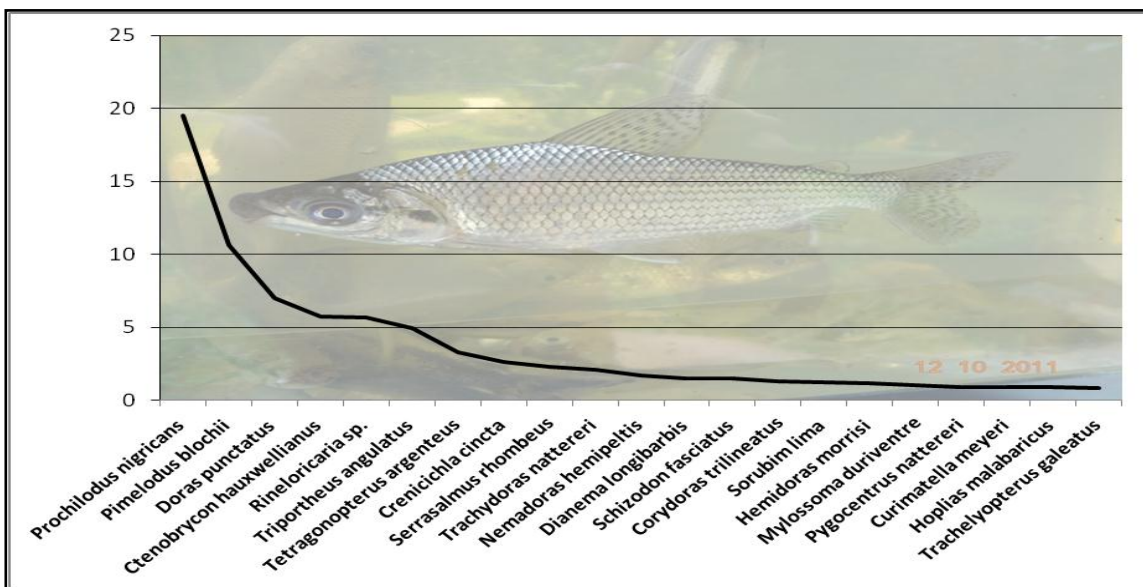 25
20
15
10
5
0
12 10 2011
Prochilodus nigricans
Pimelodus blochii
Doras punctatus
Ctenobrycon hauxwellianus
Rineloricaria sp.
Triportheus angulatus
Tetragonopterus argenteus
Crenicichla cincta
Serrasalmus rhombeus
Trachydoras nattereri
Nemadoras hemipeltis
Dianema longibarbis
Schizodon fasciatus
Corydoras trilineatus
Sorubim lima
Hemidoras morrisi
Mylossoma duriventre
Pygocentrus nattereri
Curimatella meyeri
Hoplias malabaricus
Trachelyopterus galeatus